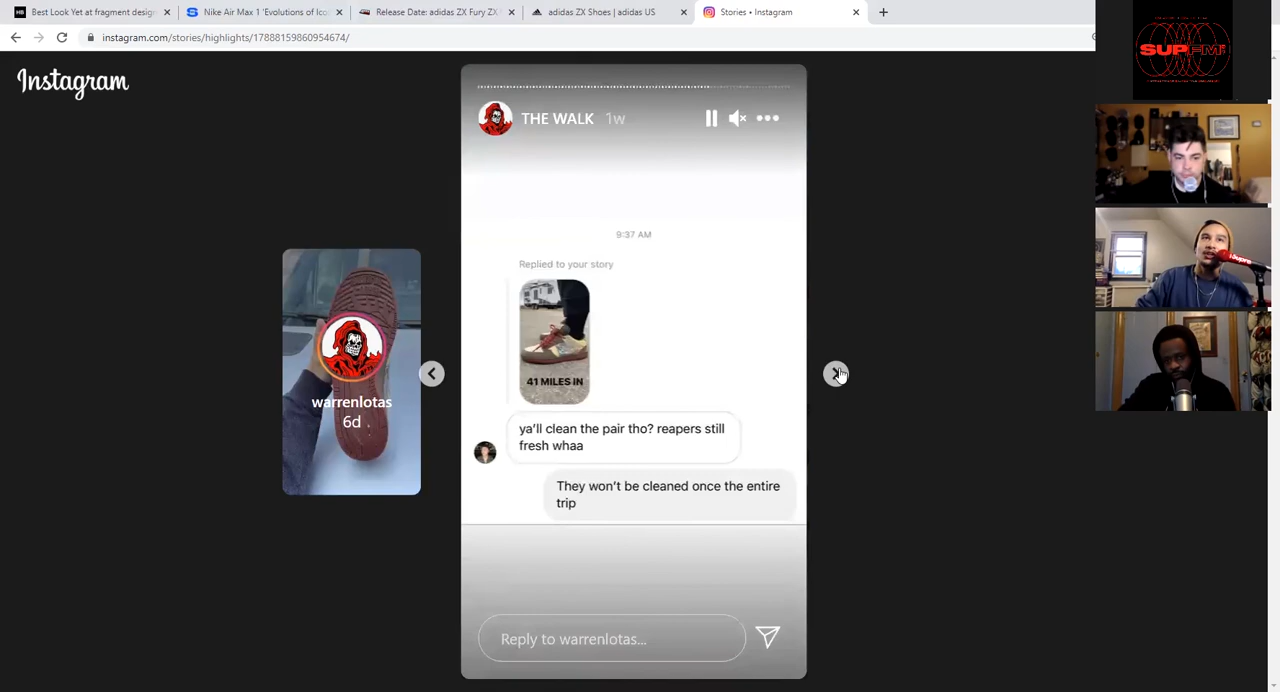 Best Look Yet at fragment design
Nike Air Max 1 'Evolutions of Ico
Release Date: adidas ZX Fury ZX
adidas ZX Shoes | adidas US
Stories • Instagram
instagram.com/stories/highlights/17888159860954674/
Instagram
THE WALK 1w
9:37 AM
Replied to your story
41 MILES IN
ya'll clean the pair tho? reapers still
fresh whaa
They won't be cleaned once the entire
trip
warrenlotas
6d
Reply to warrenlotas...
SUPFM